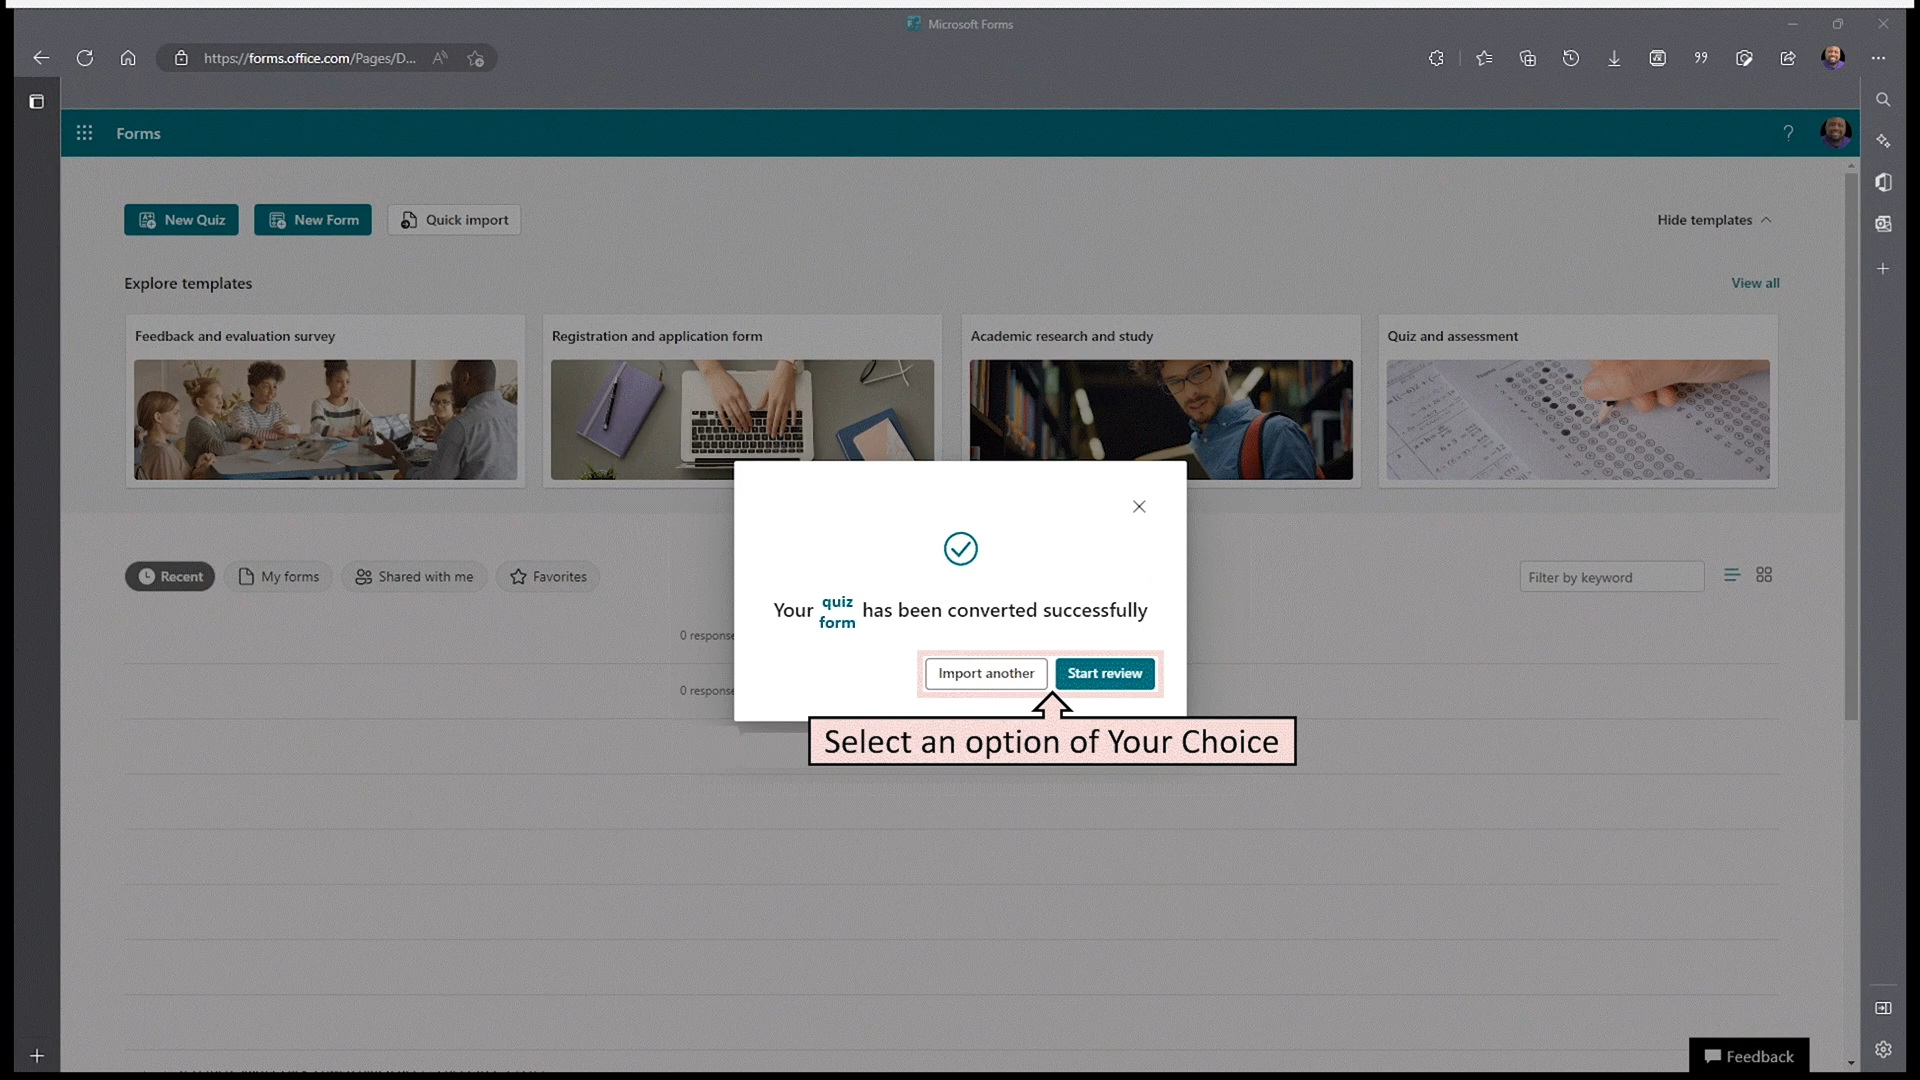 Microsoft Forms
https://forms.office.com/Pages/D...
Forms
?
New Quiz
New Form
Quick import
Hide templates
Explore templates
View all
Feedback and evaluation survey
Registration and application form
Academic research and study
Quiz and assessment
Recent
My forms
Shared with me
Favorites
Filter by keyword
Your quiz form has been converted successfully
0 response
Import another
Start review
0 response
Select an option of Your Choice
Feedback